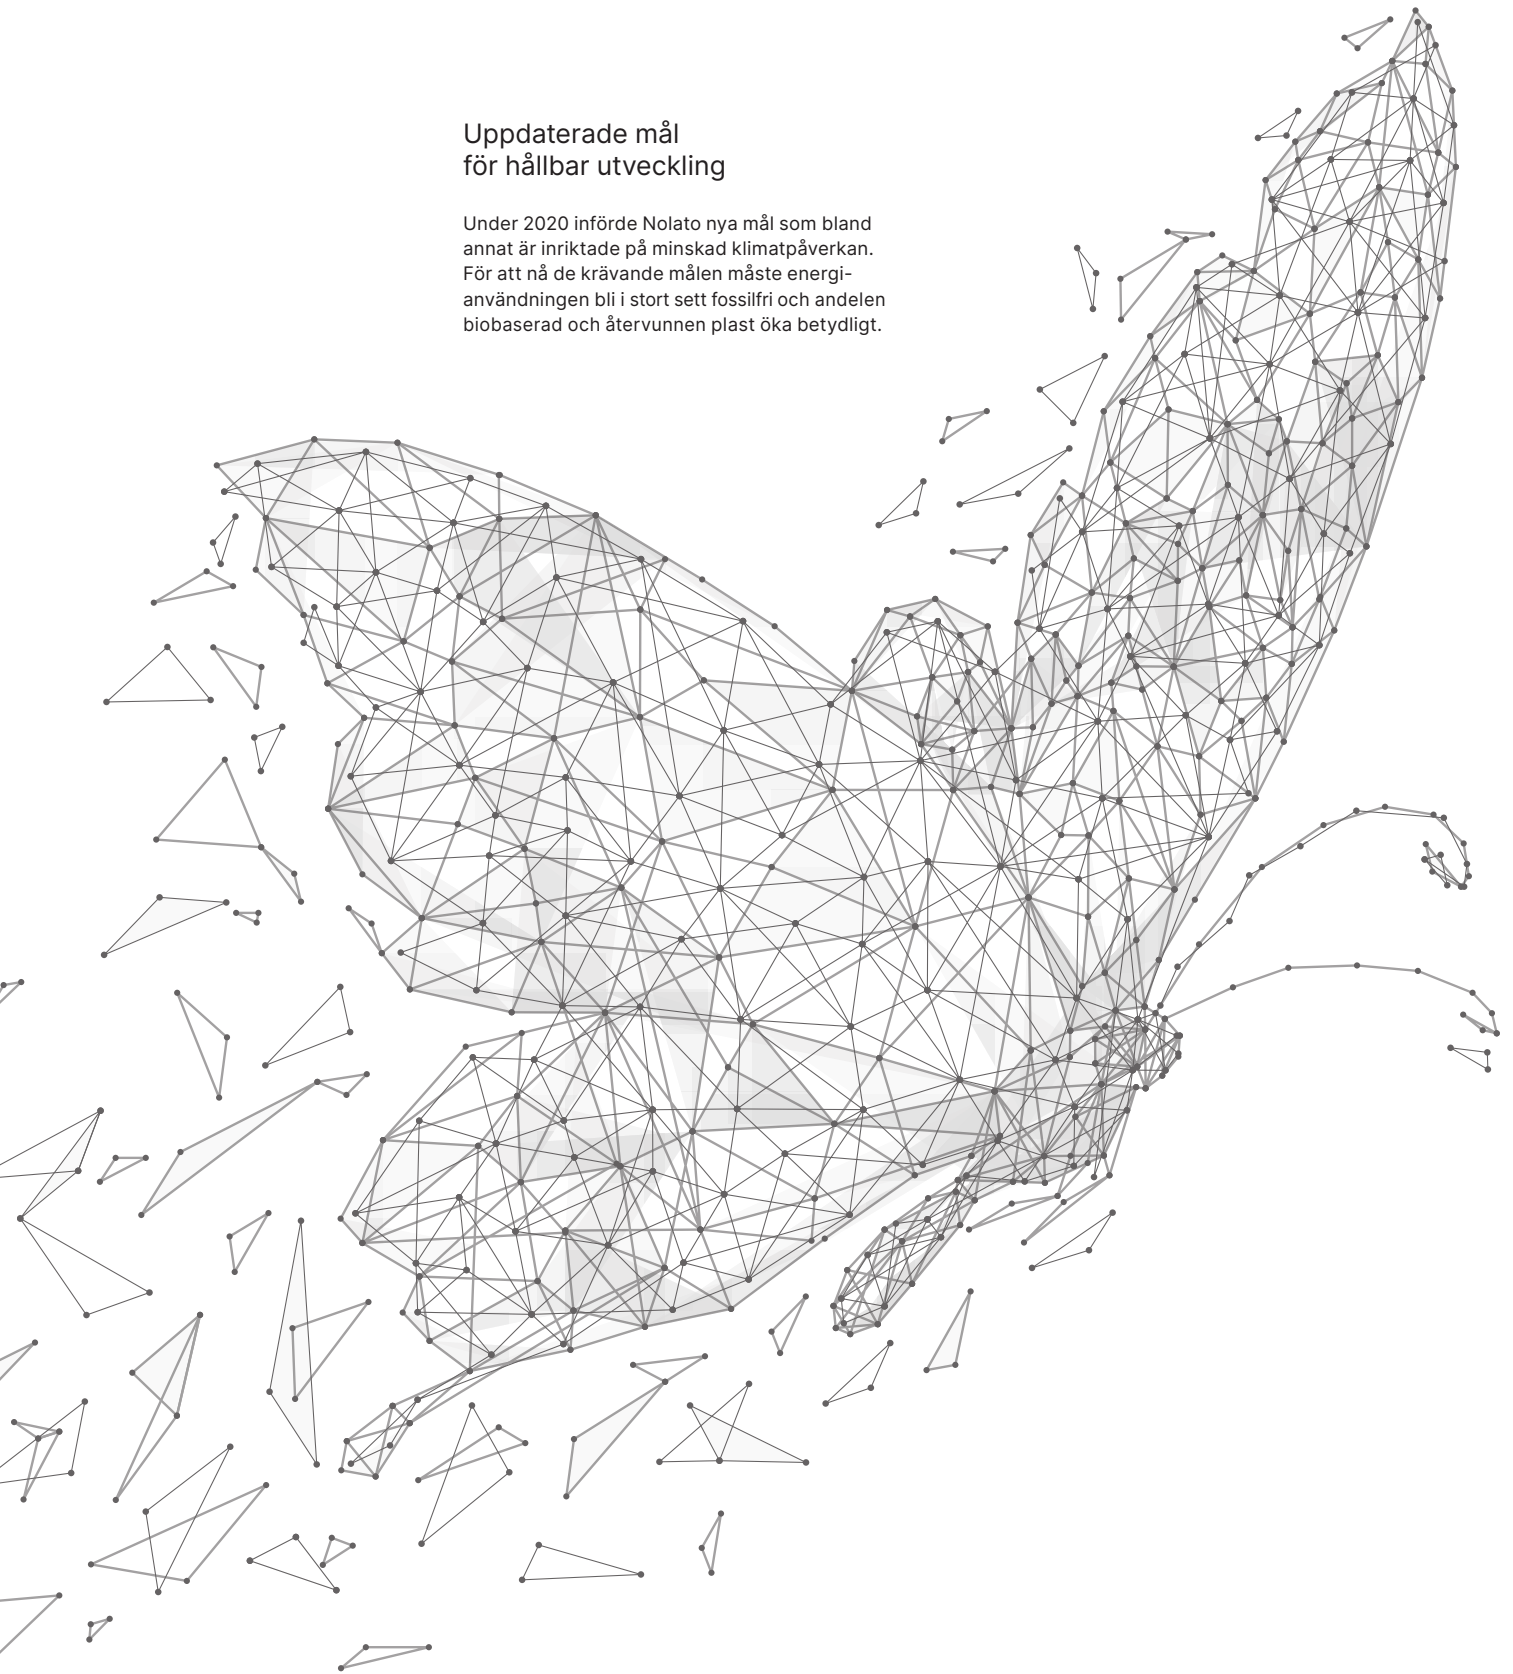 Uppdaterade mål
för hållbar utveckling
Under 2020 införde Nolato nya mål som bland
annat är inriktade på minskad klimatpåverkan.
För att nå de krävande målen måste energi-
användningen bli i stort sett fossilfri och andelen
biobaserad och återvunnen plast öka betydligt.